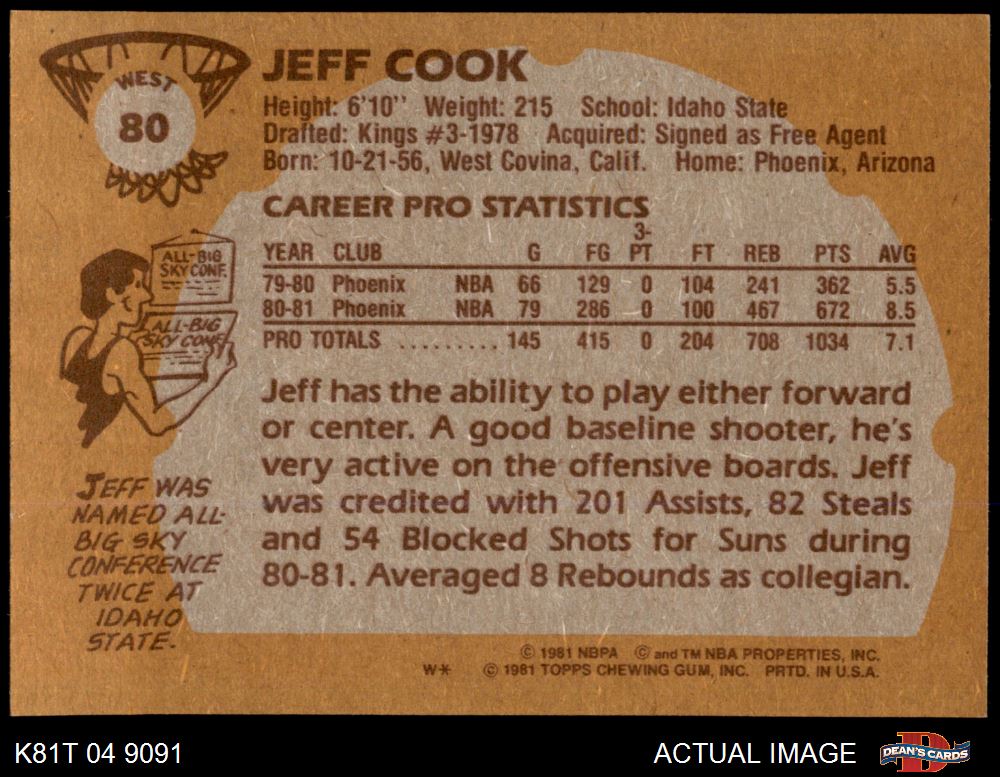 WEST
80
JEFF COOK
Height: 6'10'' Weight: 215 School: Idaho State
Drafted: Kings #3-1978 Acquired: Signed as Free Agent
Born: 10-21-56, West Covina, Calif. Home: Phoenix, Arizona
CAREER PRO STATISTICS
YEAR CLUB G FG 3-PT FT REB PTS AVG
79-80 Phoenix NBA 66 129 0 104 241 362 5.5
80-81 Phoenix NBA 79 286 0 100 467 672 8.5
PRO TOTALS ......... 145 415 0 204 708 1034 7.1
ALL-BIG
SKY CONF.
ALL-BIG
SKY CONF.
Jeff has the ability to play either forward
or center. A good baseline shooter, he's
very active on the offensive boards. Jeff
was credited with 201 Assists, 82 Steals
and 54 Blocked Shots for Suns during
80-81. Averaged 8 Rebounds as collegian.
JEFF WAS
NAMED ALL-
BIG SKY
CONFERENCE
TWICE AT
IDAHO
STATE.
© 1981 NBPA © and TM NBA PROPERTIES, INC.
W* © 1981 TOPPS CHEWING GUM, INC. PRTD. IN U.S.A.
K81T 04 9091
ACTUAL IMAGE
D
DEAN'S CARDS